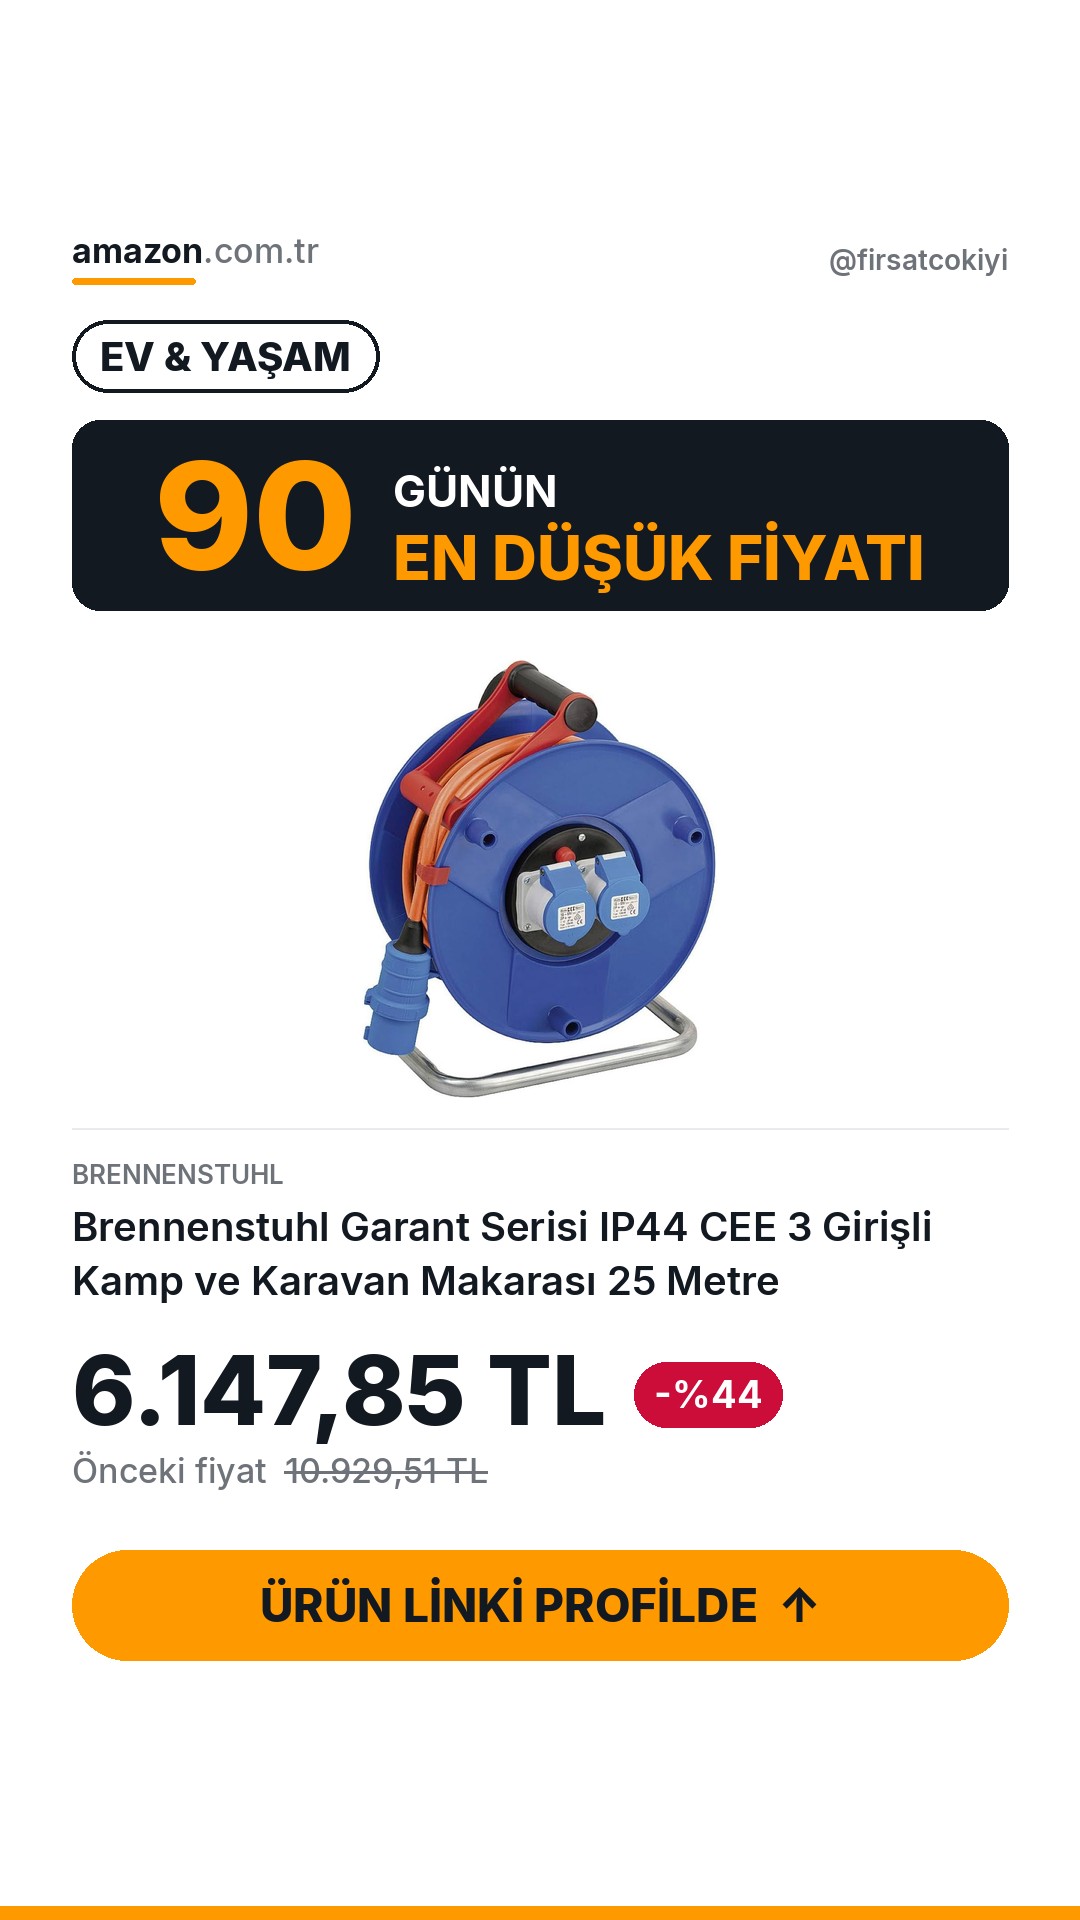 amazon.com.tr
@firsatcokiyi
EV & YAŞAM
90
GÜNÜN
EN DÜŞÜK FİYATI
BRENNENSTUHL
Brennenstuhl Garant Serisi IP44 CEE 3 Girişli
Kamp ve Karavan Makarası 25 Metre
6.147,85 TL
-%44
Önceki fiyat 10.929,51 TL
ÜRÜN LİNKİ PROFİLDE ↑